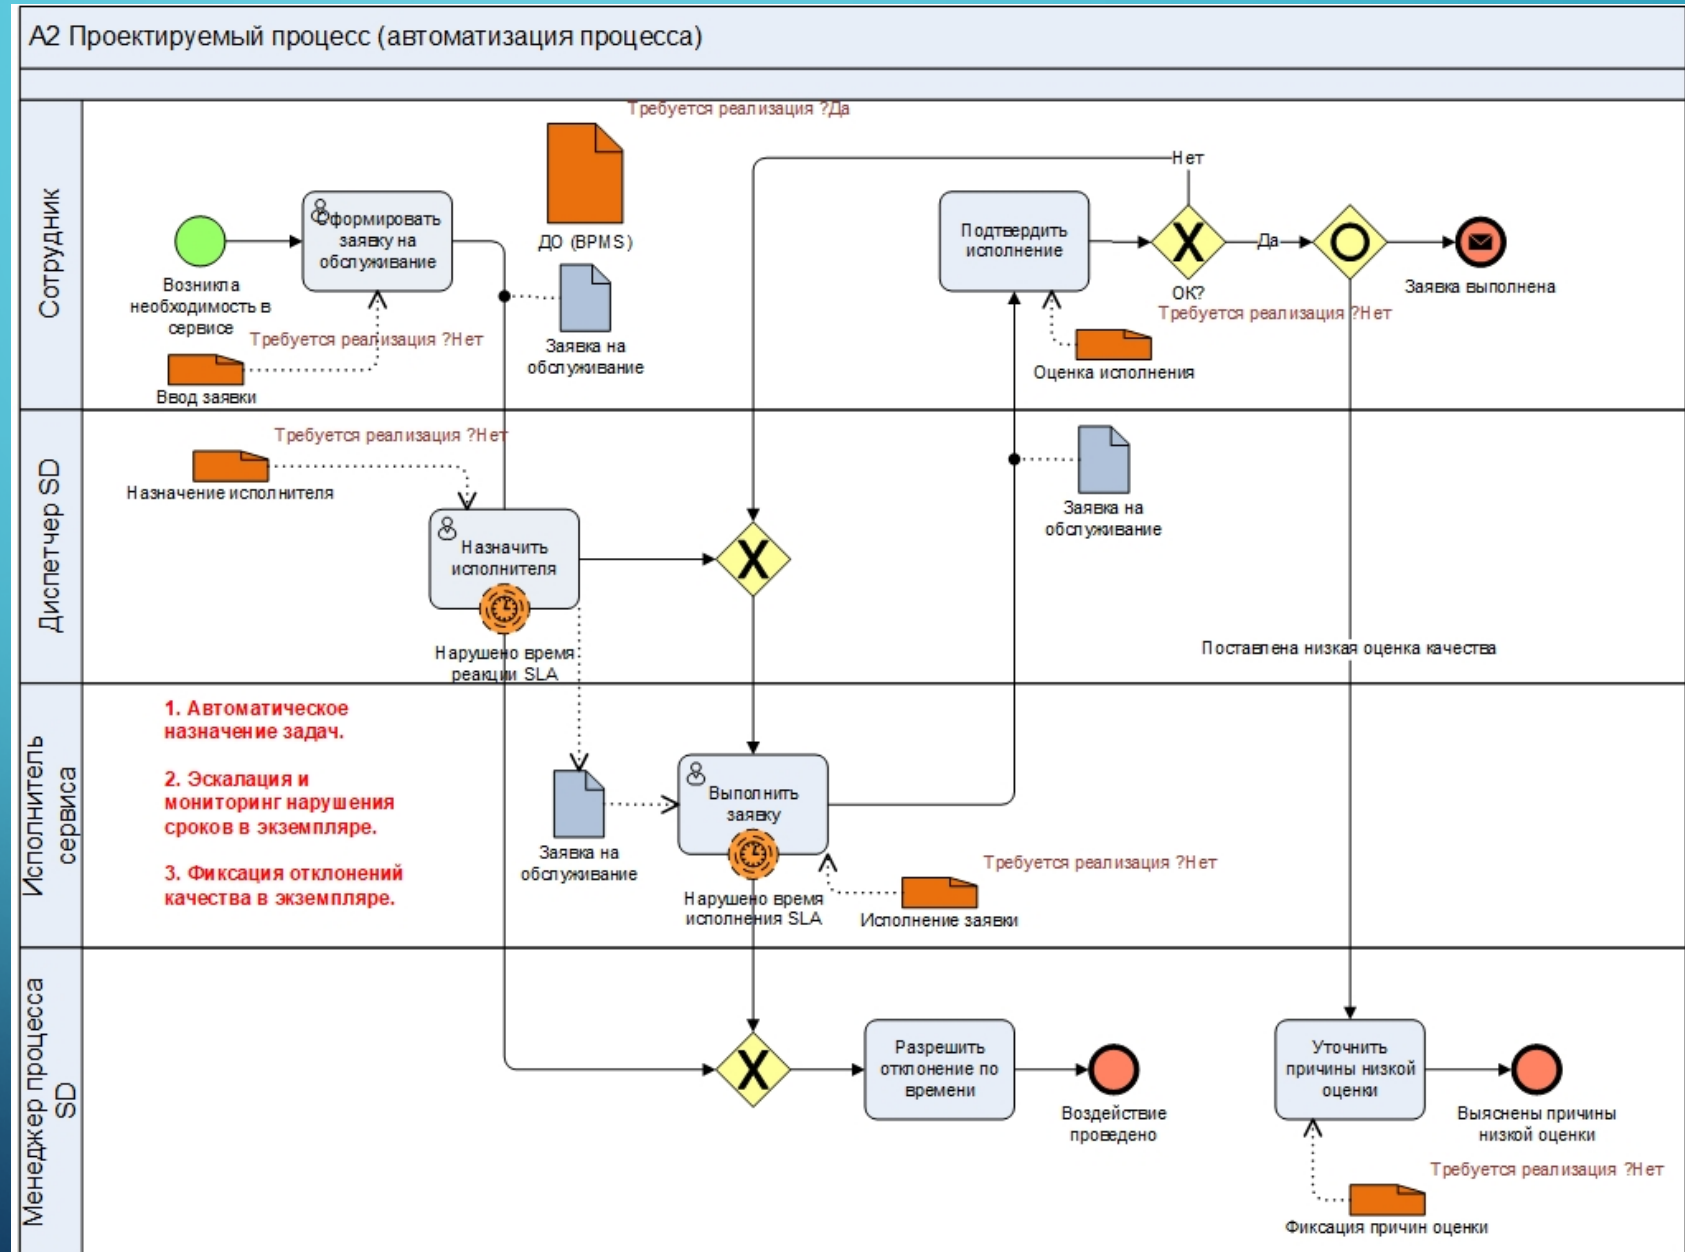 А2 Проектируемый процесс (автоматизация процесса)
Сотрудник
Требуется реализация ?Да
ДО (BPMS)
Сформировать
заявку на
обслуживание
Возникла
необходимость в
сервисе
Требуется реализация ?Нет
Ввод заявки
Заявка на
обслуживание
Нет
Подтвердить
исполнение
X
ОК?
Да
Заявка выполнена
Требуется реализация ?Нет
Оценка исполнения
Диспетчер SD
Требуется реализация ?Нет
Назначение исполнителя
Назначить
исполнителя
Нарушено время
реакции SLA
X
Заявка на
обслуживание
Поставлена низкая оценка качества
Исполнитель
сервиса
1. Автоматическое
назначение задач.
2. Эскалация и
мониторинг нарушения
сроков в экземпляре.
3. Фиксация отклонений
качества в экземпляре.
Заявка на
обслуживание
Выполнить
заявку
Нарушено время
исполнения SLA
Требуется реализация ?Нет
Исполнение заявки
Менеджер процесса
SD
X
Разрешить
отклонение по
времени
Воздействие
проведено
Уточнить
причины низкой
оценки
Выяснены причины
низкой оценки
Требуется реализация ?Нет
Фиксация причин оценки